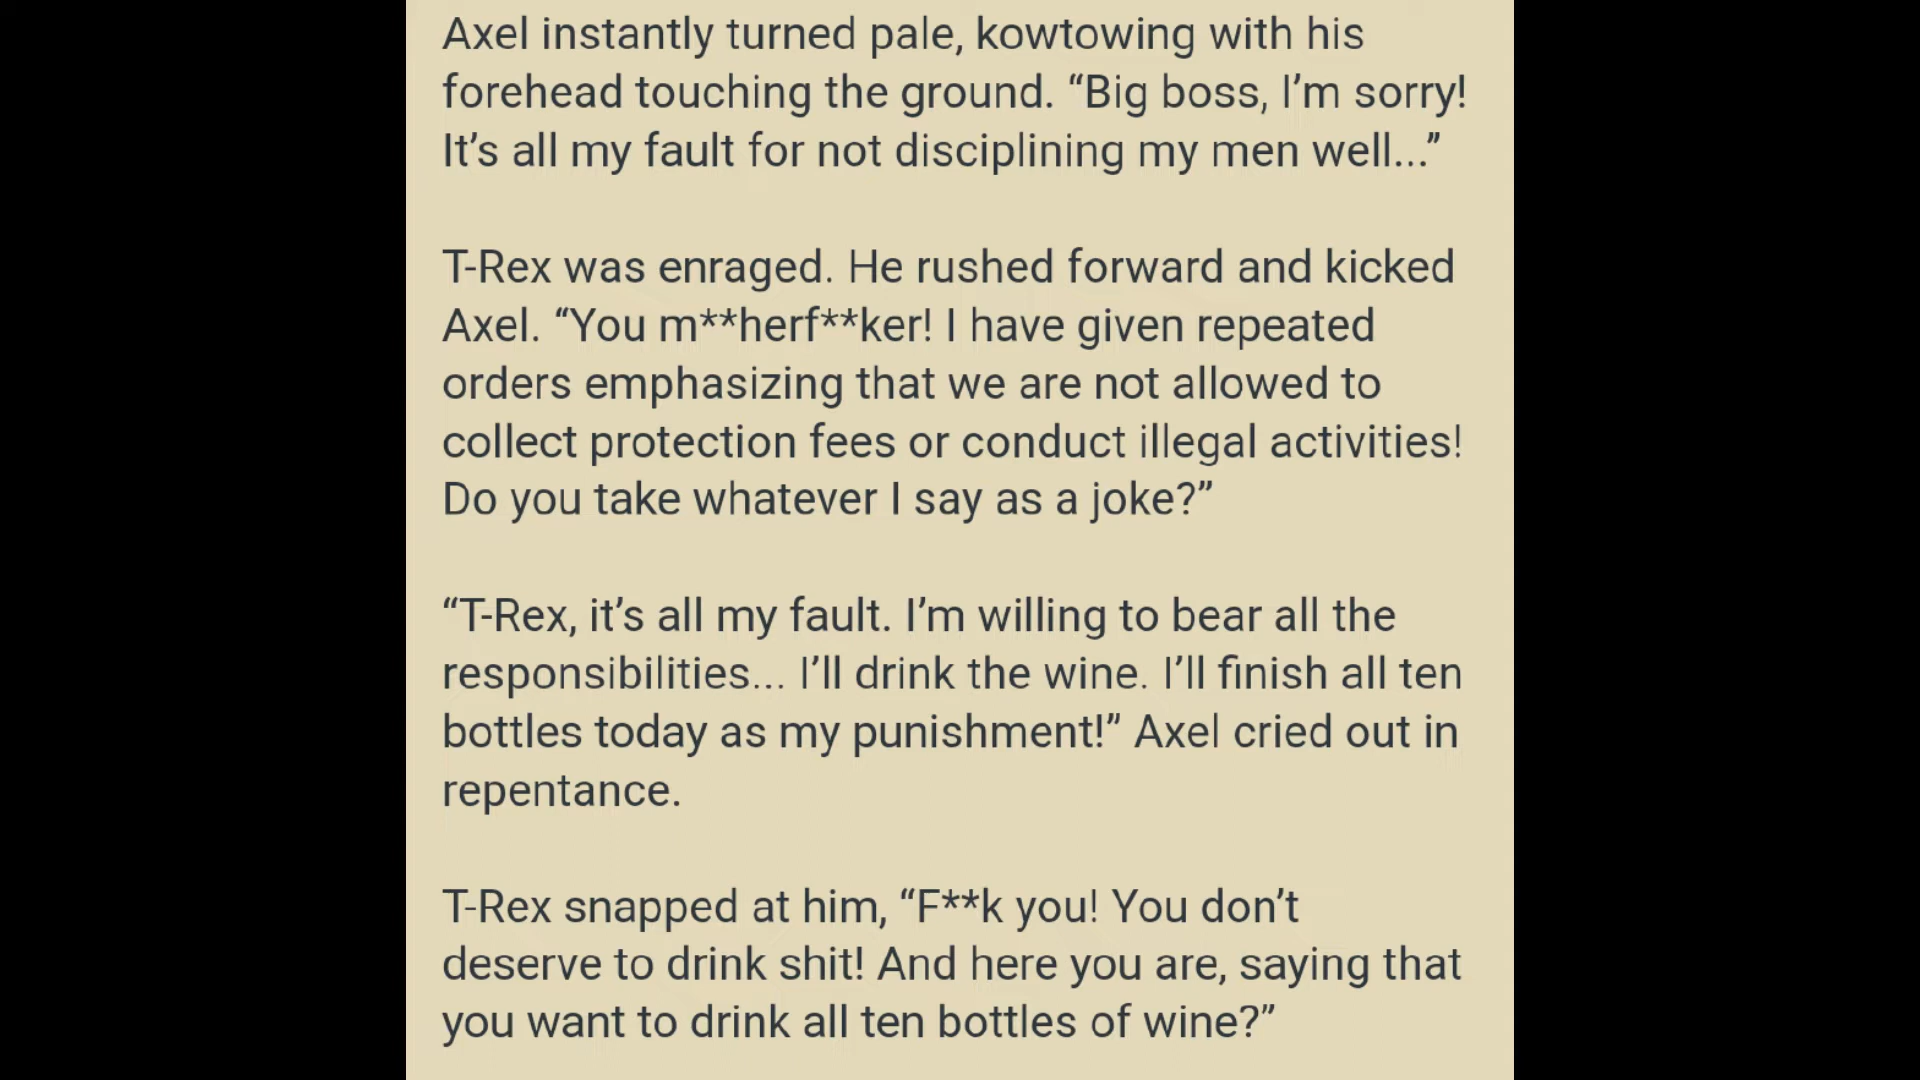 Axel instantly turned pale, kowtowing with his
forehead touching the ground. “Big boss, I’m sorry!
It’s all my fault for not disciplining my men well...”
T-Rex was enraged. He rushed forward and kicked
Axel. “You m**herf**ker! I have given repeated
orders emphasizing that we are not allowed to
collect protection fees or conduct illegal activities!
Do you take whatever I say as a joke?”
“T-Rex, it’s all my fault. I’m willing to bear all the
responsibilities... I’ll drink the wine. I’ll finish all ten
bottles today as my punishment!” Axel cried out in
repentance.
T-Rex snapped at him, “F**k you! You don’t
deserve to drink shit! And here you are, saying that
you want to drink all ten bottles of wine?”